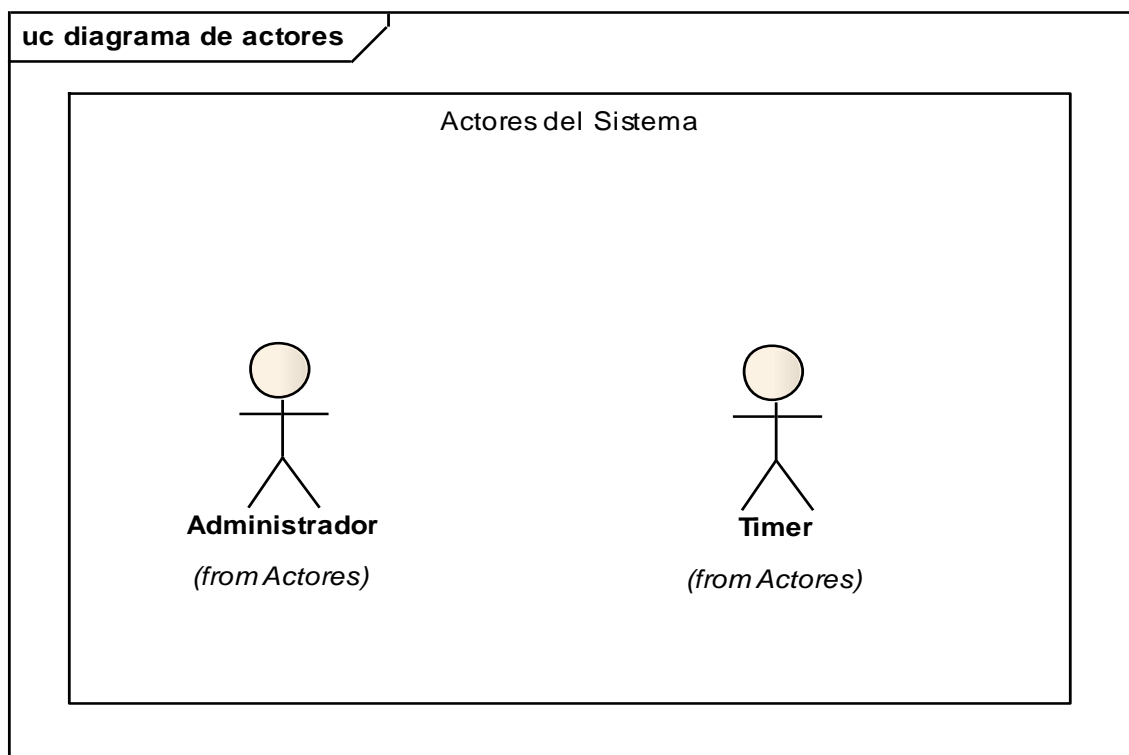 uc diagrama de actores
Actores del Sistema
Administrador
(from Actores)
Timer
(from Actores)